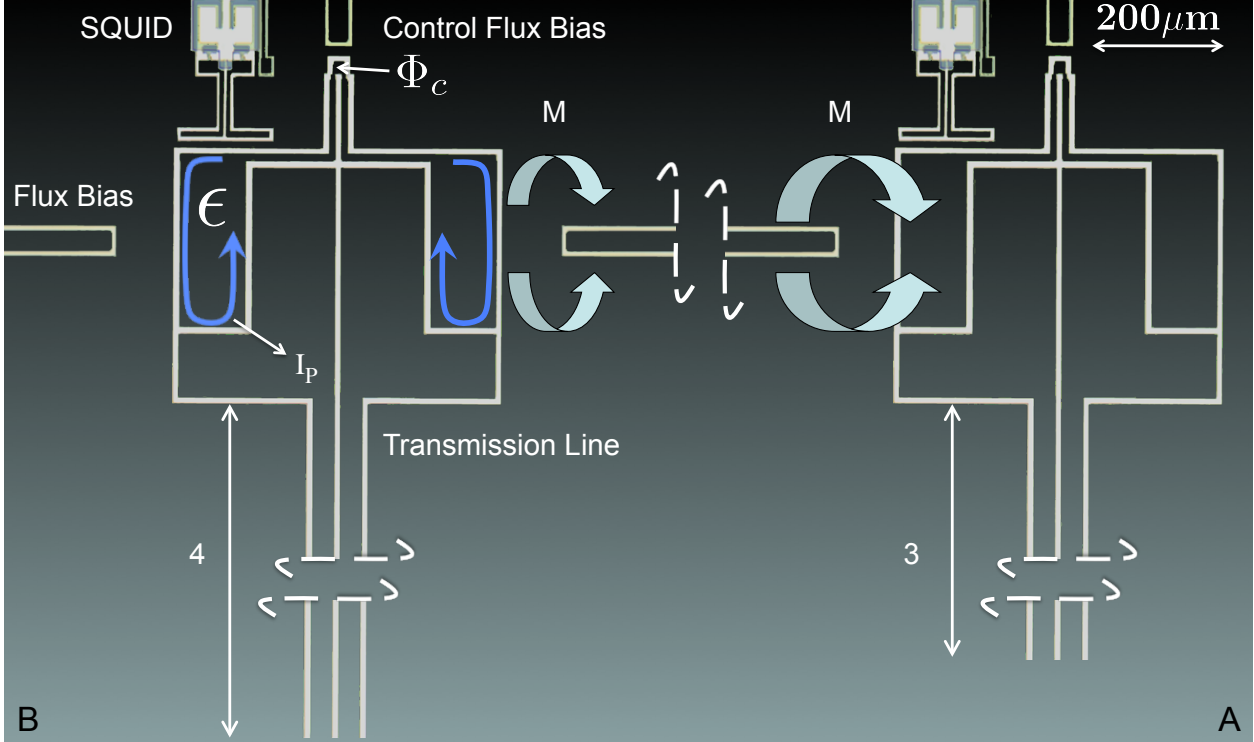 SQUID
Control Flux Bias
200μm
Φc
M
M
Flux Bias
ϵ
IP
Transmission Line
4
3
B
A